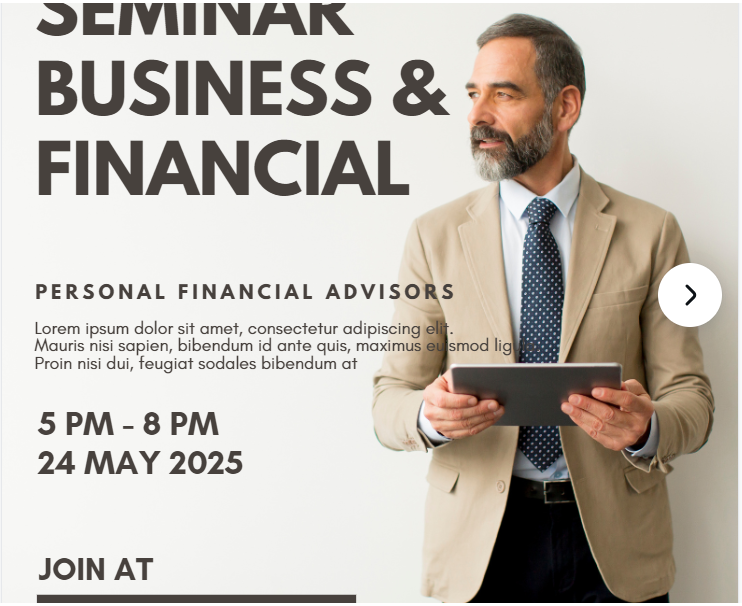 SEMINAR
BUSINESS &
FINANCIAL
PERSONAL FINANCIAL ADVISORS
Lorem ipsum dolor sit amet, consectetur adipiscing elit.
Mauris nisi sapien, bibendum id ante quis, maximus euismod
Proin nisi dui, feugiat sodales bibendum at
5 PM - 8 PM
24 MAY 2025
JOIN AT